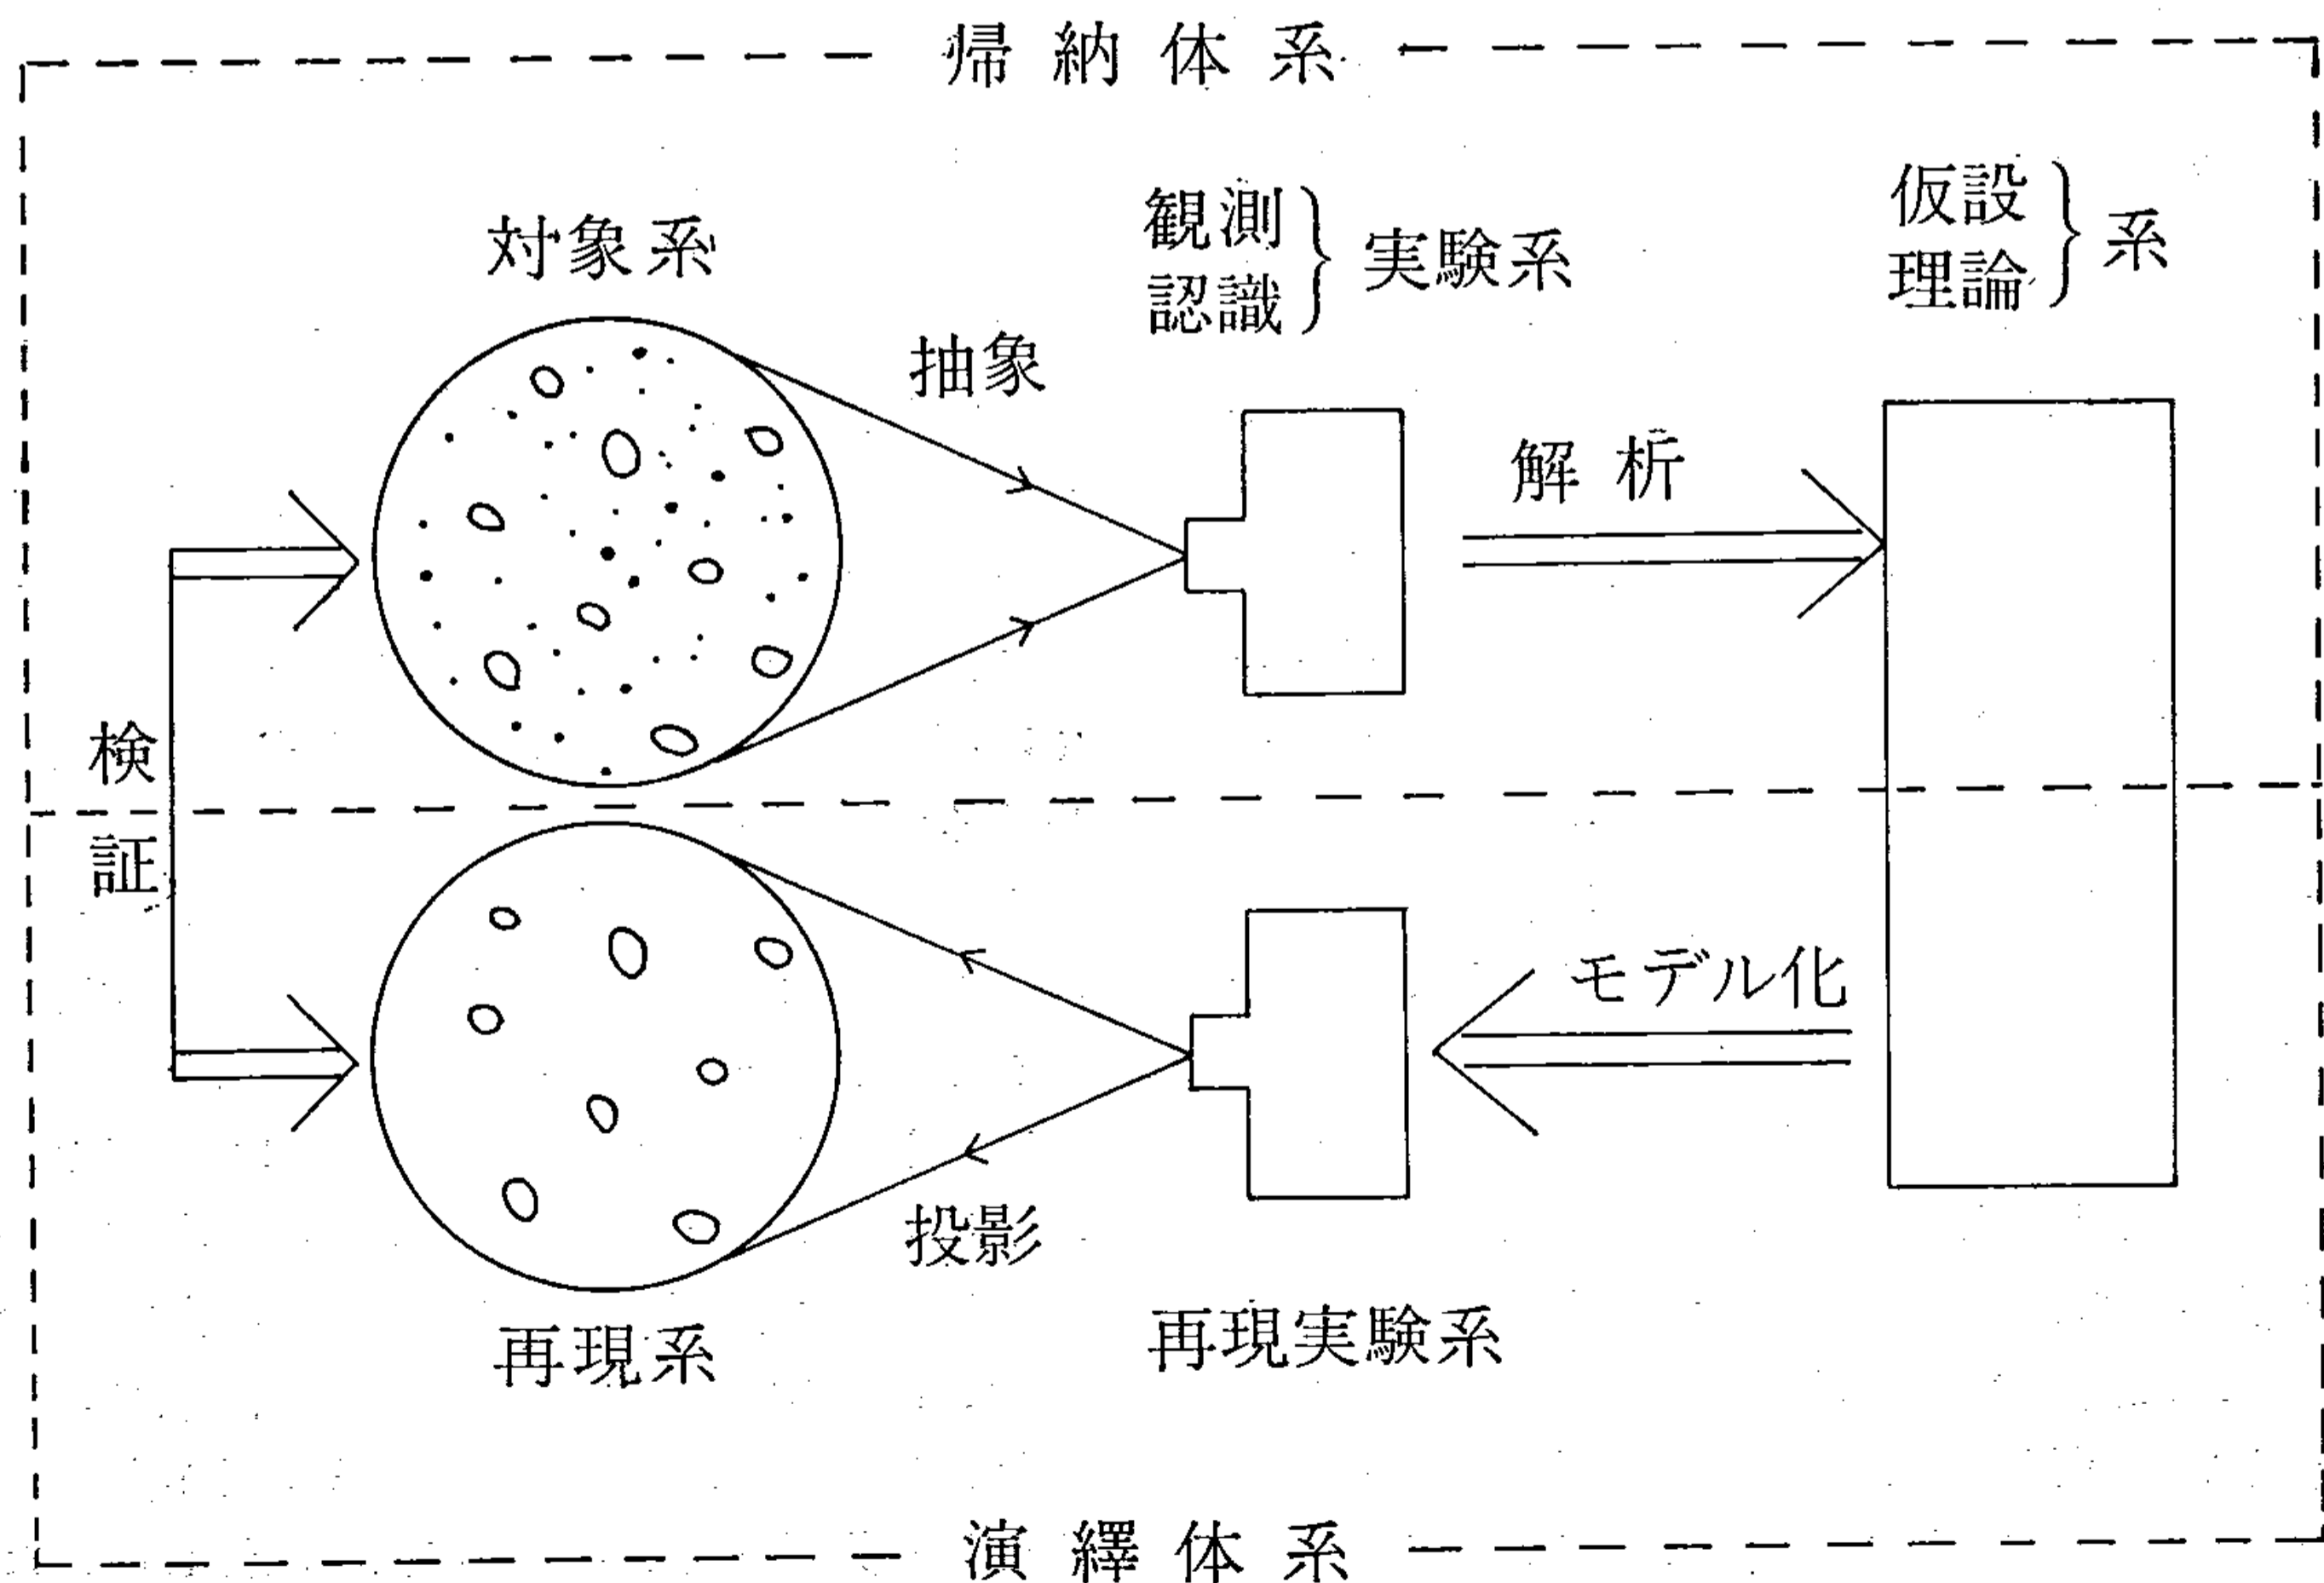 帰納体系
対象系
観測
認識
実験系
仮設
理論
系
抽象
解析
検証
モデル化
投影
再現系
再現実験系
演繹体系